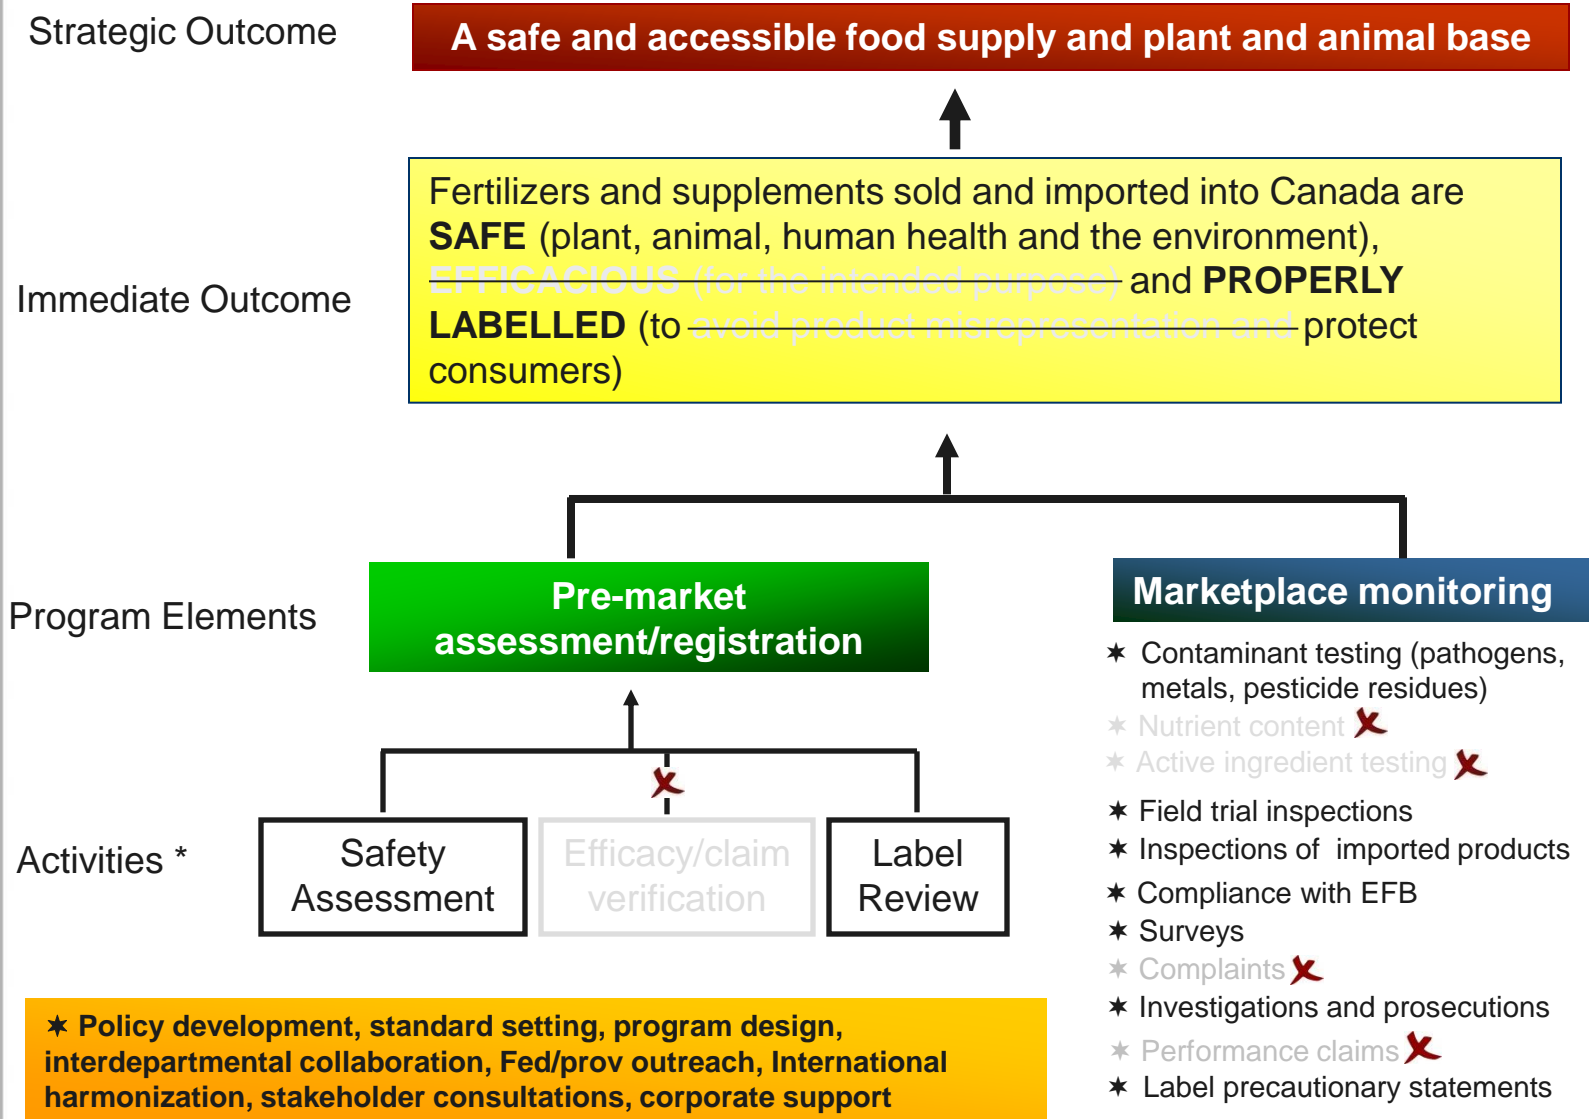 Strategic Outcome
A safe and accessible food supply and plant and animal base
Immediate Outcome
Fertilizers and supplements sold and imported into Canada are
SAFE (plant, animal, human health and the environment),
EFFICACIOUS (for the intended purpose) and PROPERLY
LABELLED (to avoid product misrepresentation and protect
consumers)
Program Elements
Pre-market
assessment/registration
Marketplace monitoring
Activities *
Safety
Assessment
Efficacy/claim
verification
Label
Review
✶ Contaminant testing (pathogens,
metals, pesticide residues)
✶ Nutrient content ✗
✶ Active ingredient testing ✗
✶ Field trial inspections
✶ Inspections of imported products
✶ Compliance with EFB
✶ Surveys
✶ Complaints ✗
✶ Investigations and prosecutions
✶ Performance claims ✗
✶ Label precautionary statements
✶ Policy development, standard setting, program design,
interdepartmental collaboration, Fed/prov outreach, International
harmonization, stakeholder consultations, corporate support